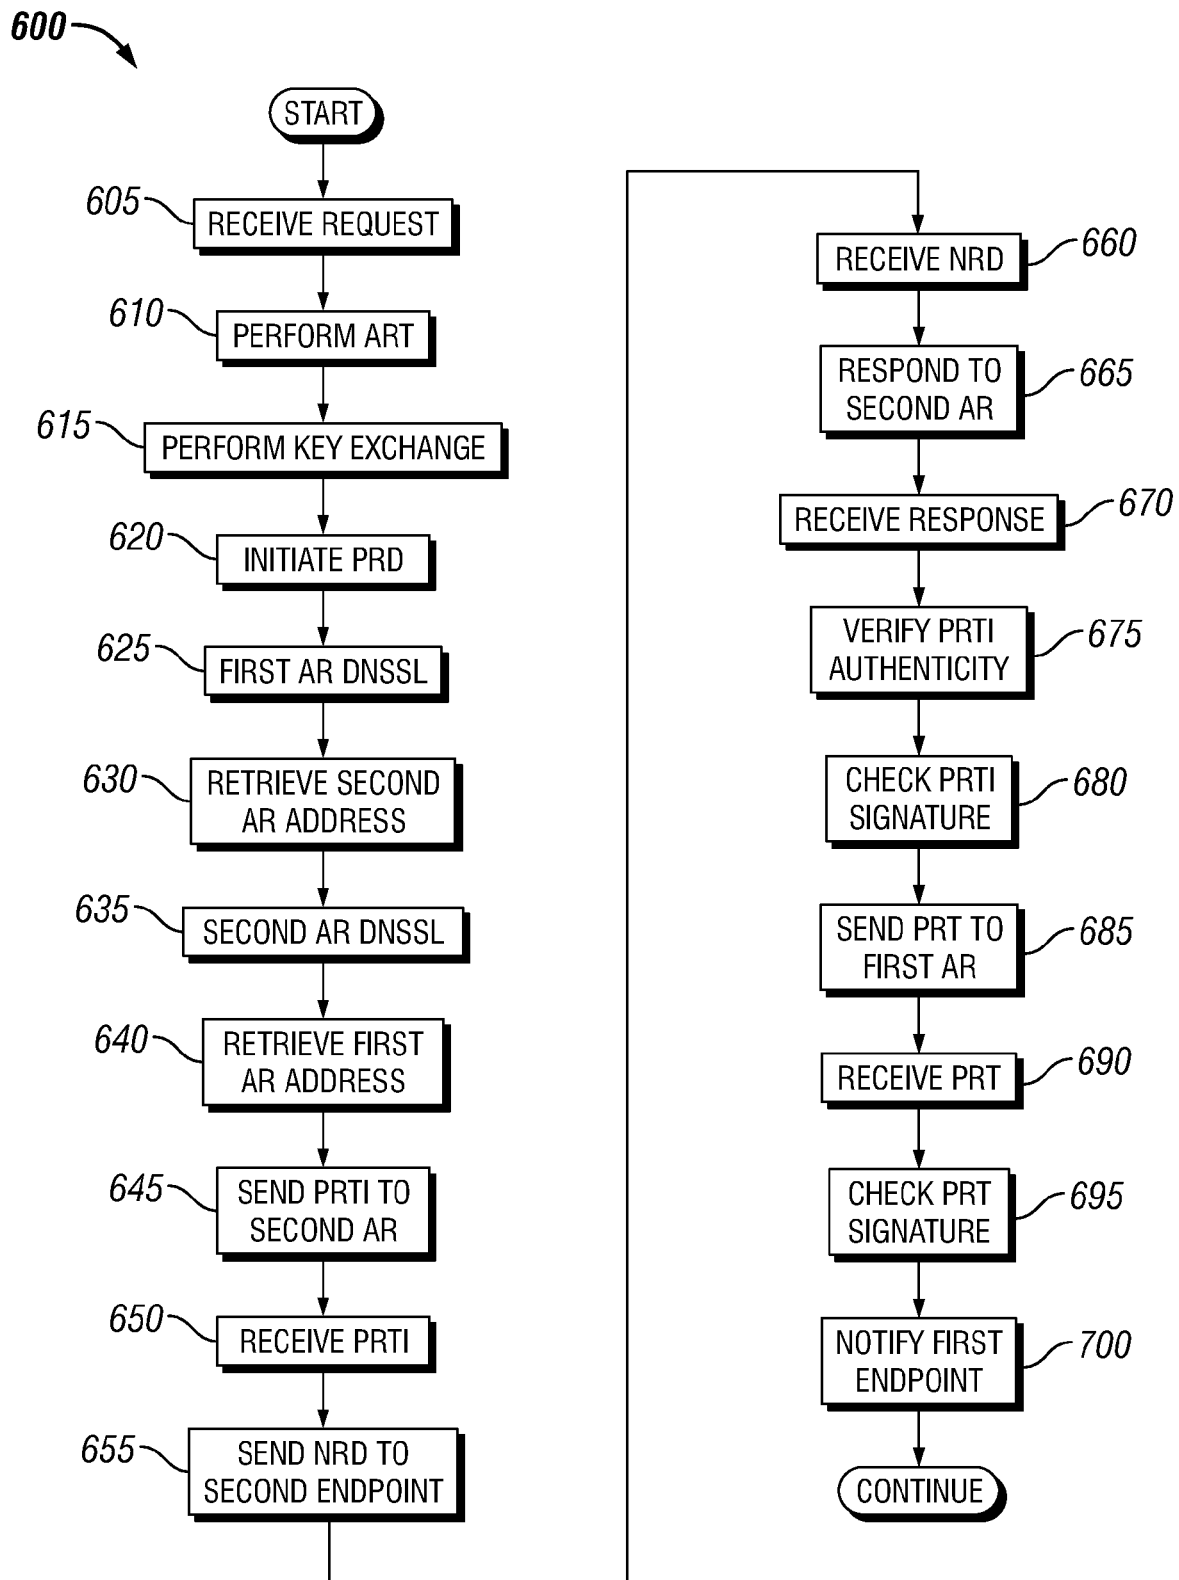 600
START
605
RECEIVE REQUEST
610
PERFORM ART
615
PERFORM KEY EXCHANGE
620
INITIATE PRD
625
FIRST AR DNSSL
630
RETRIEVE SECOND
AR ADDRESS
635
SECOND AR DNSSL
640
RETRIEVE FIRST
AR ADDRESS
645
SEND PRTI TO
SECOND AR
650
RECEIVE PRTI
655
SEND NRD TO
SECOND ENDPOINT
RECEIVE NRD
660
RESPOND TO
SECOND AR
665
RECEIVE RESPONSE
670
VERIFY PRTI
AUTHENTICITY
675
CHECK PRTI
SIGNATURE
680
SEND PRT TO
FIRST AR
685
RECEIVE PRT
690
CHECK PRT
SIGNATURE
695
NOTIFY FIRST
ENDPOINT
700
CONTINUE